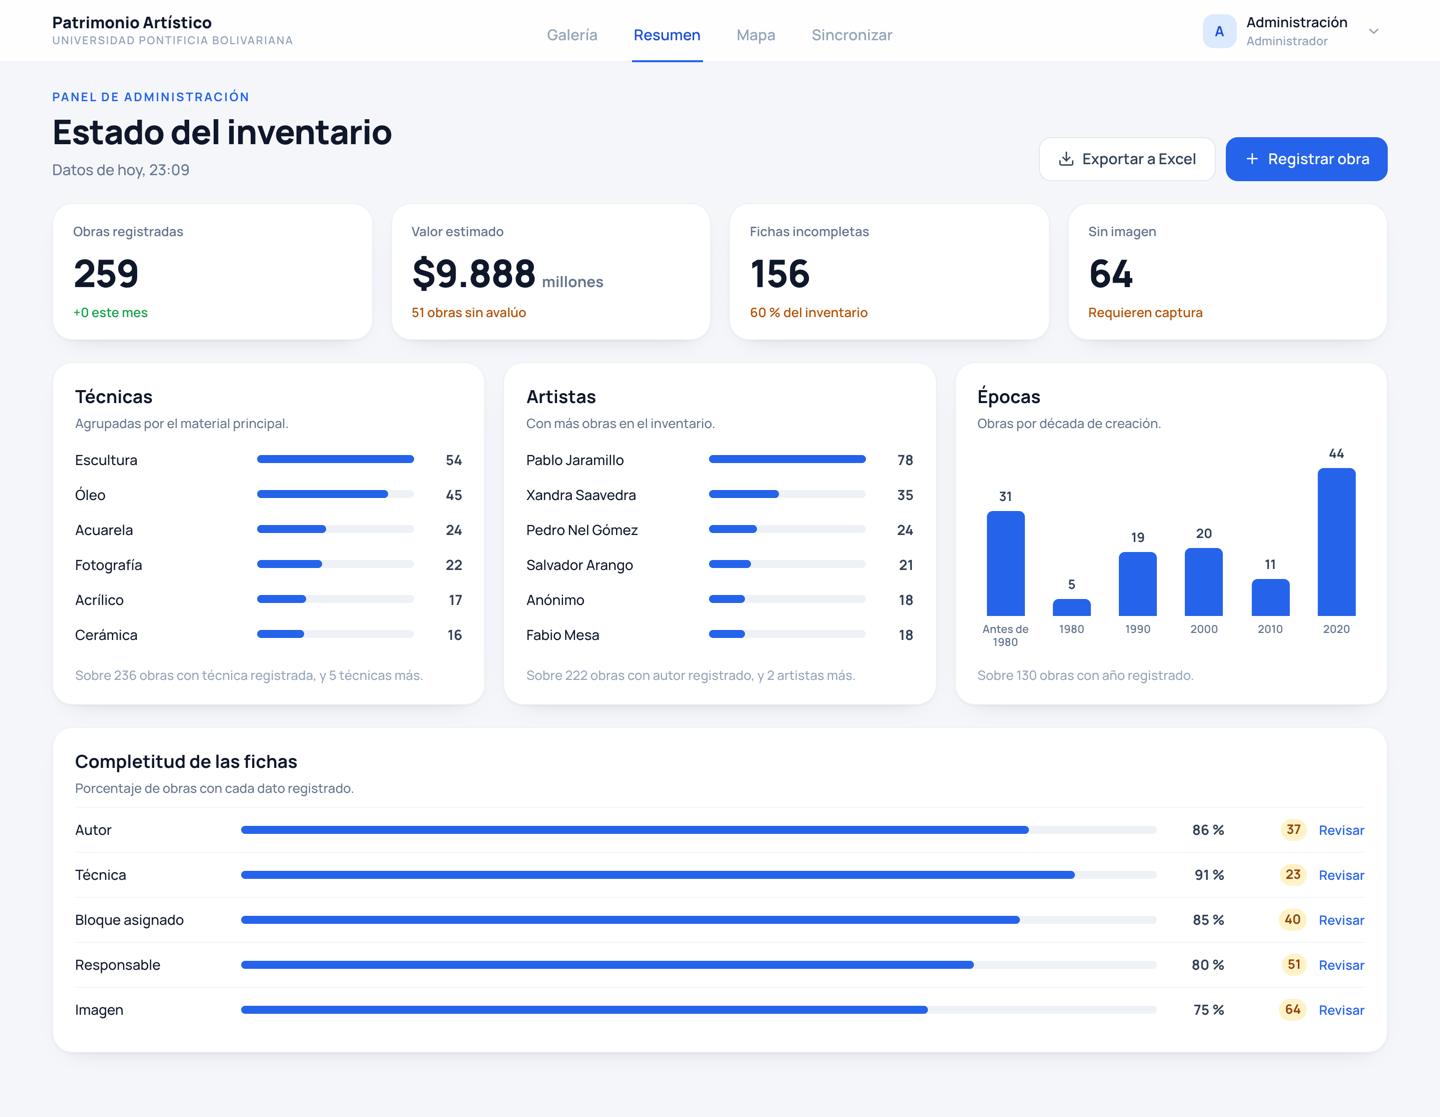 Patrimonio Artístico
UNIVERSIDAD PONTIFICIA BOLIVARIANA
Galería
Resumen
Mapa
Sincronizar
A
Administración
Administrador
PANEL DE ADMINISTRACIÓN
Estado del inventario
Datos de hoy, 23:09
Exportar a Excel
+ Registrar obra
Obras registradas
259
+0 este mes
Valor estimado
$9.888 millones
51 obras sin avalúo
Fichas incompletas
156
60 % del inventario
Sin imagen
64
Requieren captura
Técnicas
Agrupadas por el material principal.
Escultura 54
Óleo 45
Acuarela 24
Fotografía 22
Acrílico 17
Cerámica 16
Sobre 236 obras con técnica registrada, y 5 técnicas más.
Artistas
Con más obras en el inventario.
Pablo Jaramillo 78
Xandra Saavedra 35
Pedro Nel Gómez 24
Salvador Arango 21
Anónimo 18
Fabio Mesa 18
Sobre 222 obras con autor registrado, y 2 artistas más.
Épocas
Obras por década de creación.
31 5 19 20 11 44
Antes de 1980 1980 1990 2000 2010 2020
Sobre 130 obras con año registrado.
Completitud de las fichas
Porcentaje de obras con cada dato registrado.
Autor 86 % 37 Revisar
Técnica 91 % 23 Revisar
Bloque asignado 85 % 40 Revisar
Responsable 80 % 51 Revisar
Imagen 75 % 64 Revisar